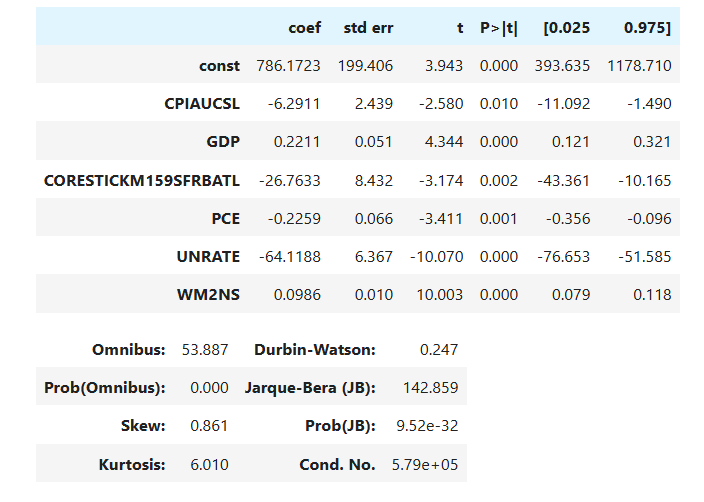 coef std err t P>|t| [0.025 0.975]
const 786.1723 199.406 3.943 0.000 393.635 1178.710
CPIAUCSL -6.2911 2.439 -2.580 0.010 -11.092 -1.490
GDP 0.2211 0.051 4.344 0.000 0.121 0.321
CORESTICKM159SFRBATL -26.7633 8.432 -3.174 0.002 -43.361 -10.165
PCE -0.2259 0.066 -3.411 0.001 -0.356 -0.096
UNRATE -64.1188 6.367 -10.070 0.000 -76.653 -51.585
WM2NS 0.0986 0.010 10.003 0.000 0.079 0.118
Omnibus: 53.887 Durbin-Watson: 0.247
Prob(Omnibus): 0.000 Jarque-Bera (JB): 142.859
Skew: 0.861 Prob(JB): 9.52e-32
Kurtosis: 6.010 Cond. No. 5.79e+05